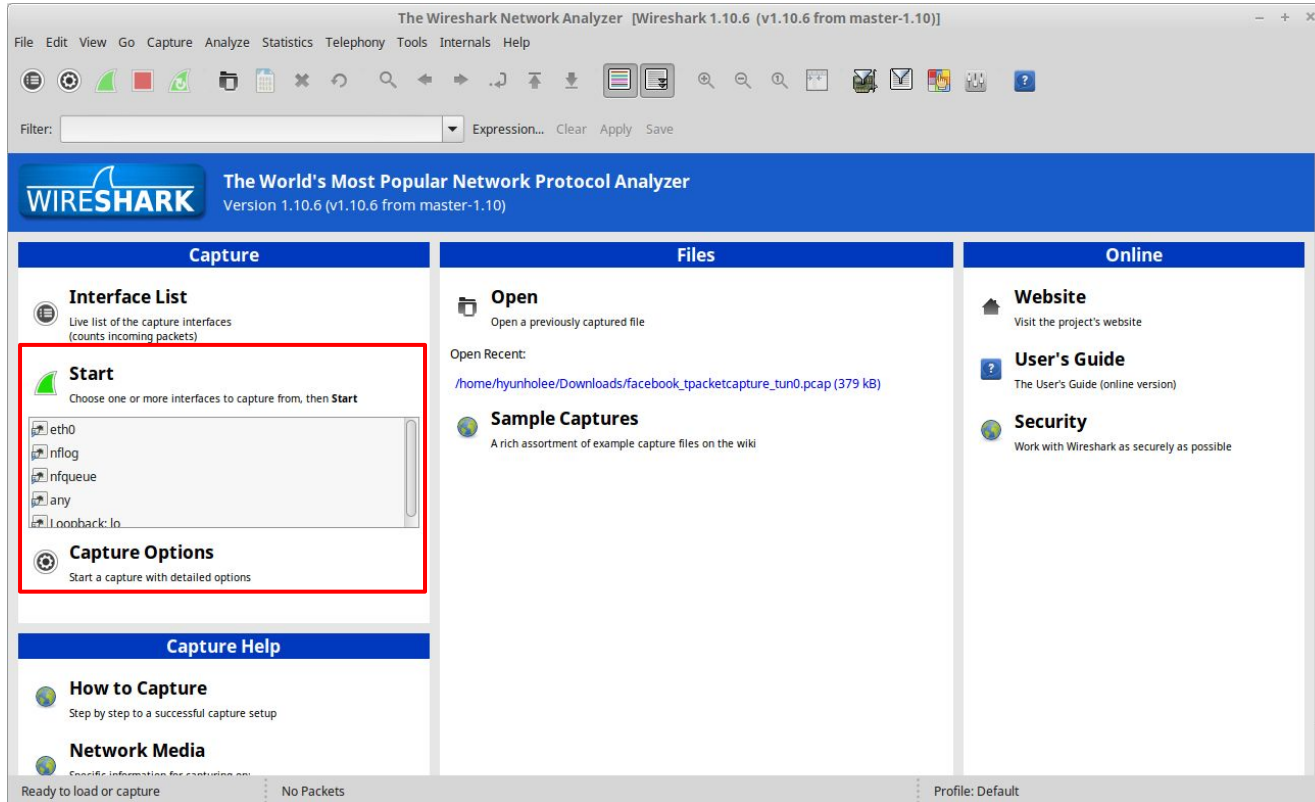 The Wireshark Network Analyzer [Wireshark 1.10.6 (v1.10.6 from master-1.10)]
File Edit View Go Capture Analyze Statistics Telephony Tools Internals Help
Filter: Expression... Clear Apply Save
WIRESHARK
The World's Most Popular Network Protocol Analyzer
Version 1.10.6 (v1.10.6 from master-1.10)
Capture
Interface List
Live list of the capture interfaces
(counts incoming packets)
Start
Choose one or more interfaces to capture from, then Start
eth0
nflog
nfqueue
any
Loopback: lo
Capture Options
Start a capture with detailed options
Capture Help
How to Capture
Step by step to a successful capture setup
Network Media
Specific information for capturing on:
Files
Open
Open a previously captured file
Open Recent:
/home/hyunholee/Downloads/facebook_tpacketcapture_tun0.pcap (379 kB)
Sample Captures
A rich assortment of example capture files on the wiki
Online
Website
Visit the project's website
User's Guide
The User's Guide (online version)
Security
Work with Wireshark as securely as possible
Ready to load or capture
No Packets
Profile: Default